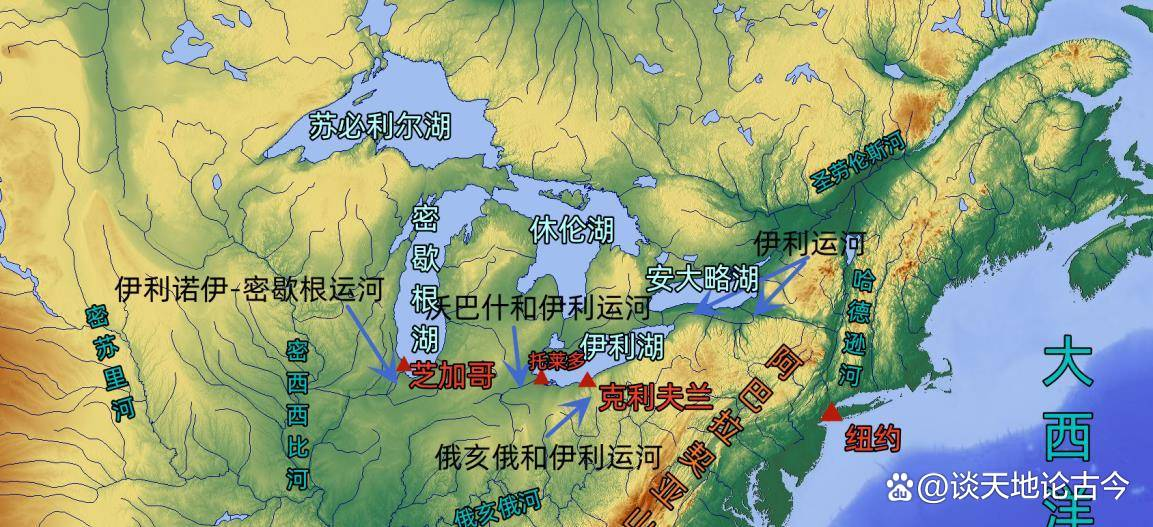 苏必利尔湖
圣劳伦斯河
密歇根湖
休伦湖
伊利运河
安大略湖
哈德逊河
伊利诺伊-密歇根运河
沃巴什和伊利运河
密苏里河
密西西比河
伊利湖
托莱多
芝加哥
克利夫兰
阿巴拉契亚山
大西洋
纽约
俄亥俄和伊利运河
俄亥俄河
@谈天地论古今